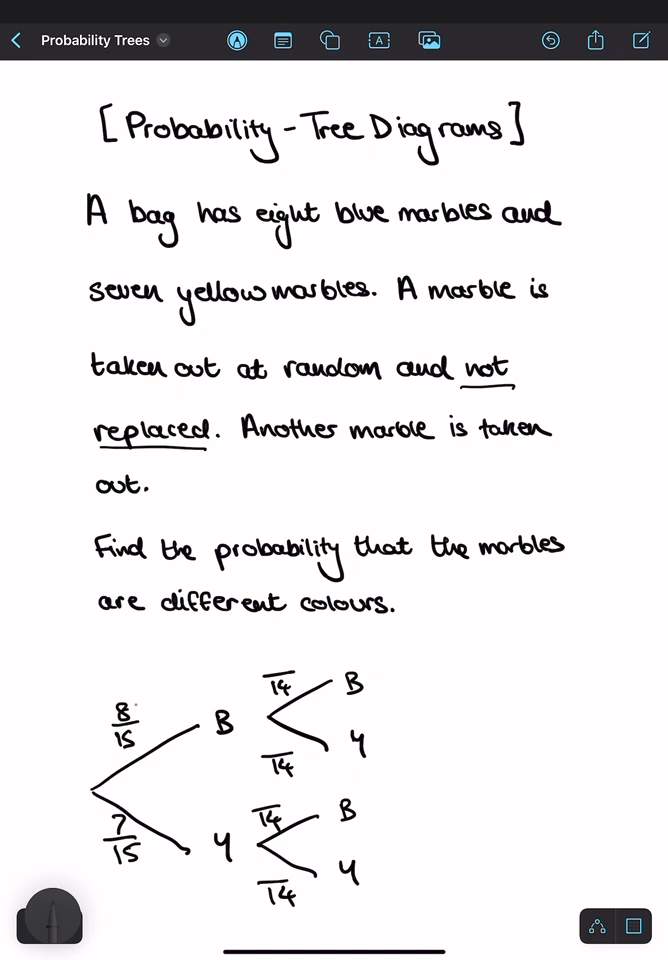 Probability Trees
[Probability - Tree Diagrams]
A bag has eight blue marbles and
seven yellow marbles. A marble is
taken out at random and not
replaced. Another marble is taken
out.
Find the probability that the marbles
are different colours.
8/15 B
/14 B
/14 Y
7/15 Y
/14 B
/14 Y